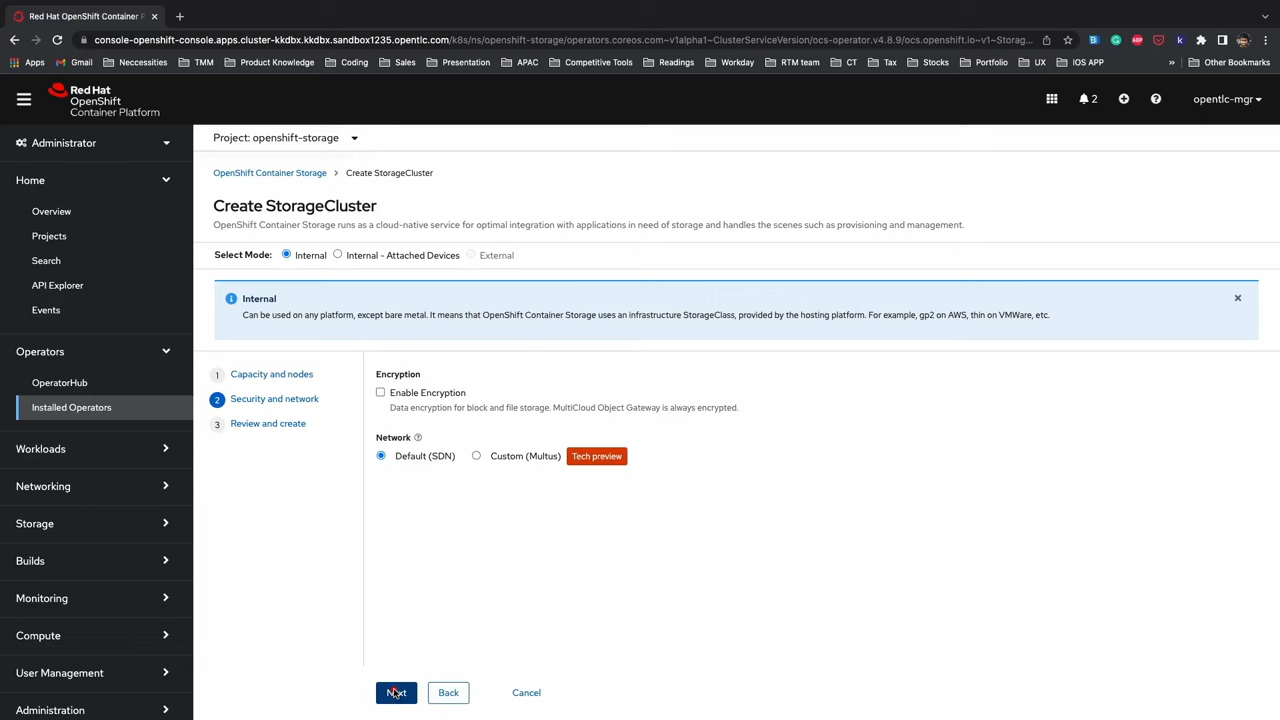 Red Hat OpenShift Container P
console-openshift-console.apps.cluster-kkdbx.kkdbx.sandbox1235.opentlc.com/k8s/ns/openshift-storage/operators.coreos.com~v1alpha1~ClusterServiceVersion/ocs-operator.v4.8.9/ocs.openshift.io~v1~Storag...
Apps Gmail Neccessities TMM Product Knowledge Coding Sales Presentation APAC Competitive Tools Readings Workday RTM team CT Tax Stocks Portfolio UX IOS APP » Other Bookmarks
Red Hat
OpenShift
Container Platform
2
opentlc-mgr
Administrator
Home
Overview
Projects
Search
API Explorer
Events
Operators
OperatorHub
Installed Operators
Workloads
Networking
Storage
Builds
Monitoring
Compute
User Management
Administration
Project: openshift-storage
OpenShift Container Storage > Create StorageCluster
Create StorageCluster
OpenShift Container Storage runs as a cloud-native service for optimal integration with applications in need of storage and handles the scenes such as provisioning and management.
Select Mode: Internal Internal - Attached Devices External
Internal
Can be used on any platform, except bare metal. It means that OpenShift Container Storage uses an infrastructure StorageClass, provided by the hosting platform. For example, gp2 on AWS, thin on VMWare, etc.
1 Capacity and nodes
2 Security and network
3 Review and create
Encryption
Enable Encryption
Data encryption for block and file storage. MultiCloud Object Gateway is always encrypted.
Network
Default (SDN) Custom (Multus) Tech preview
Next Back Cancel